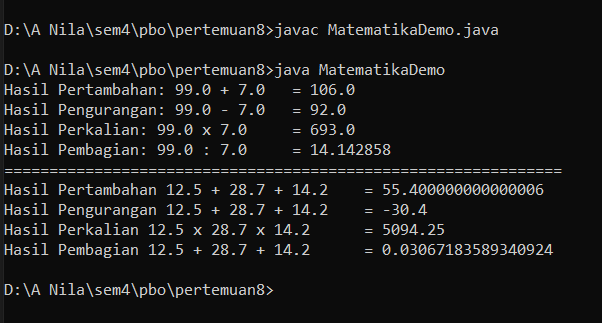 D:\A Nila\sem4\pbo\pertemuan8>javac MatematikaDemo.java
D:\A Nila\sem4\pbo\pertemuan8>java MatematikaDemo
Hasil Pertambahan: 99.0 + 7.0   = 106.0
Hasil Pengurangan: 99.0 - 7.0   = 92.0
Hasil Perkalian: 99.0 x 7.0     = 693.0
Hasil Pembagian: 99.0 : 7.0     = 14.142858
==============================================================
Hasil Pertambahan 12.5 + 28.7 + 14.2    = 55.400000000000006
Hasil Pengurangan 12.5 + 28.7 + 14.2    = -30.4
Hasil Perkalian 12.5 x 28.7 x 14.2      = 5094.25
Hasil Pembagian 12.5 + 28.7 + 14.2      = 0.03067183589340924
D:\A Nila\sem4\pbo\pertemuan8>